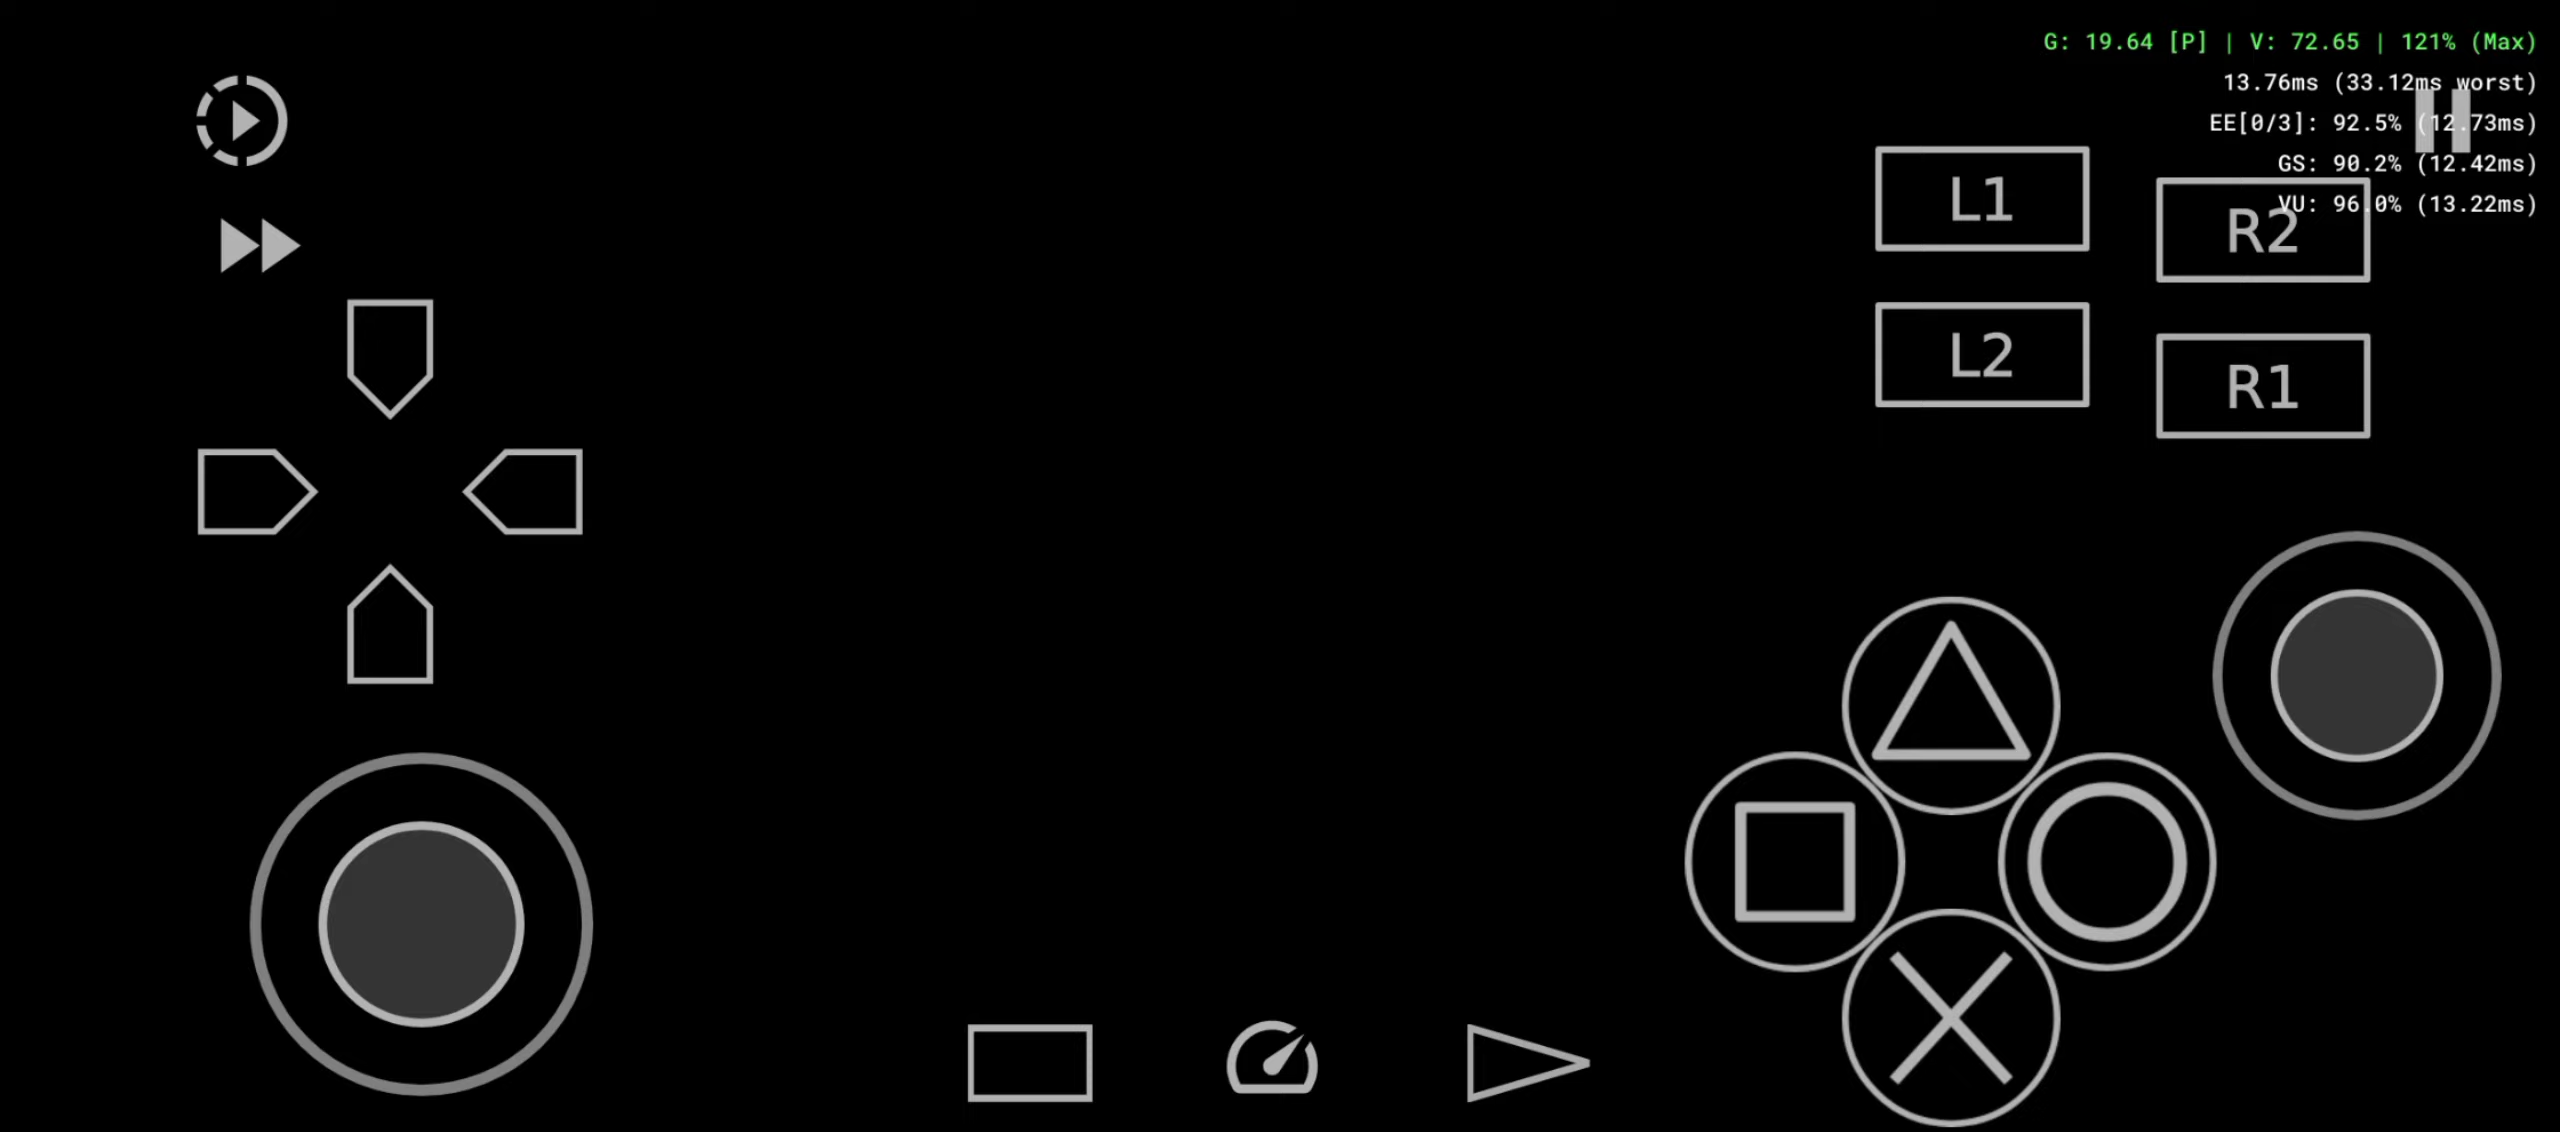 G: 19.64 [P] | V: 72.65 | 121% (Max)
13.76ms (33.12ms worst)
EE[0/3]: 92.5% (12.73ms)
GS: 90.2% (12.42ms)
VU: 96.0% (13.22ms)
L1
R2
L2
R1